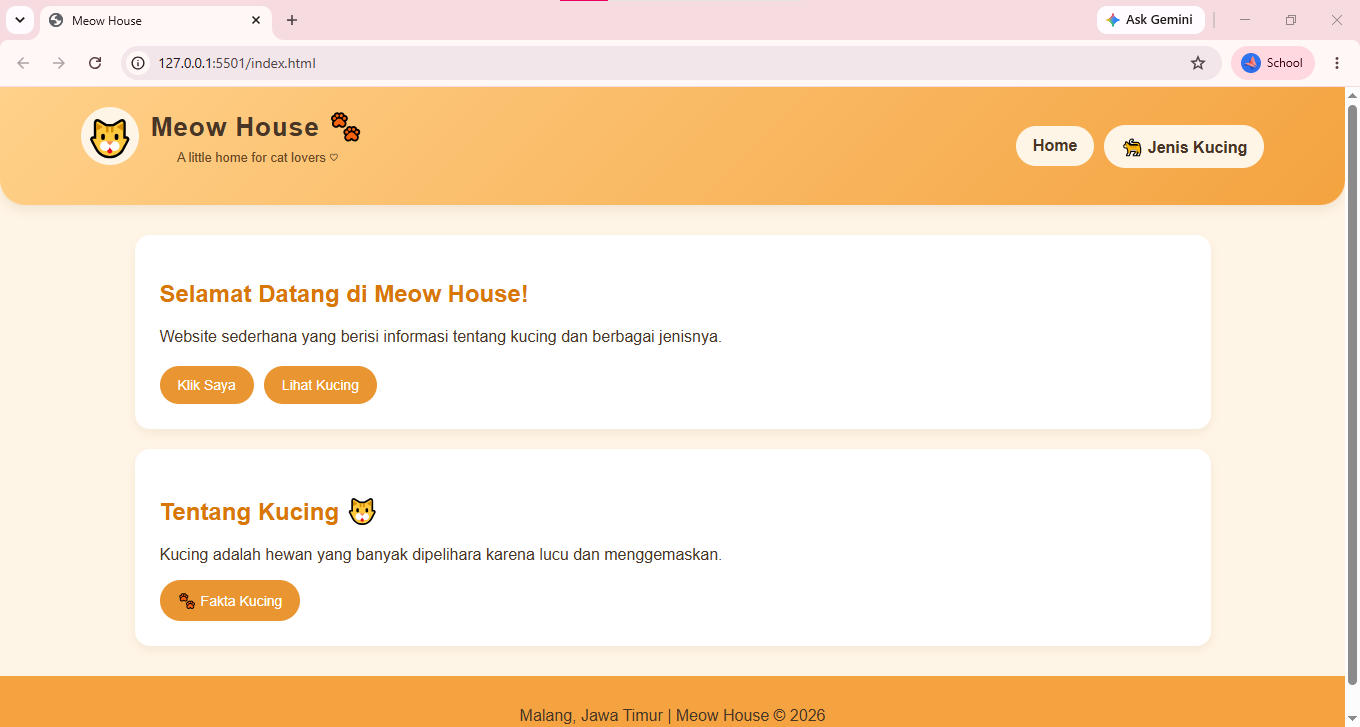 Meow House
Ask Gemini
127.0.0.1:5501/index.html
School
Meow House 🐾
A little home for cat lovers ♡
Home
🐈 Jenis Kucing
Selamat Datang di Meow House!
Website sederhana yang berisi informasi tentang kucing dan berbagai jenisnya.
Klik Saya
Lihat Kucing
Tentang Kucing 🐱
Kucing adalah hewan yang banyak dipelihara karena lucu dan menggemaskan.
🐾 Fakta Kucing
Malang, Jawa Timur | Meow House © 2026